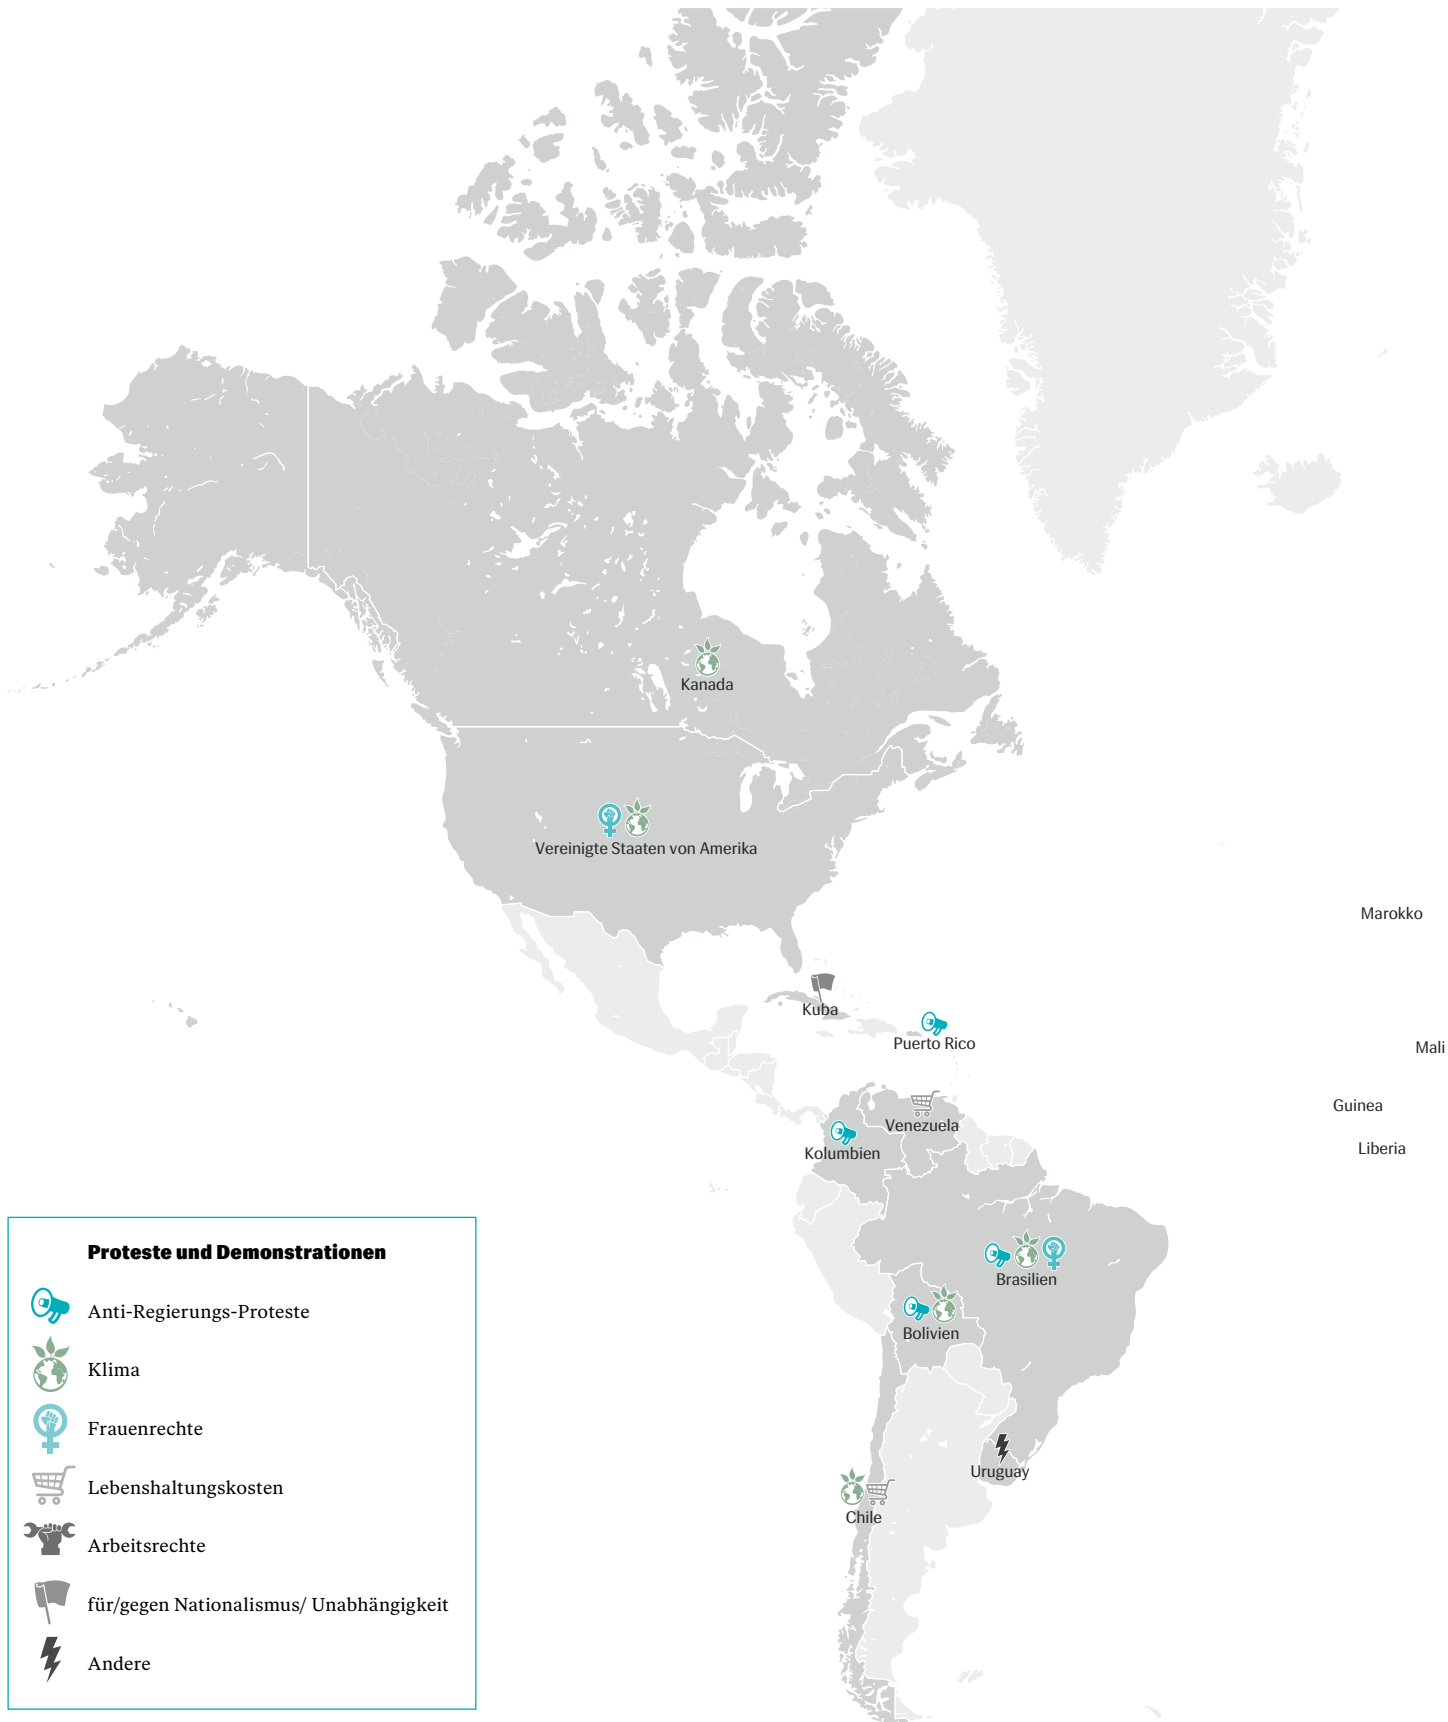 Kanada
Vereinigte Staaten von Amerika
Marokko
Kuba
Puerto Rico
Mali
Guinea
Venezuela
Liberia
Kolumbien
Brasilien
Bolivien
Uruguay
Chile
Proteste und Demonstrationen
Anti-Regierungs-Proteste
Klima
Frauenrechte
Lebenshaltungskosten
Arbeitsrechte
für/gegen Nationalismus/ Unabhängigkeit
Andere